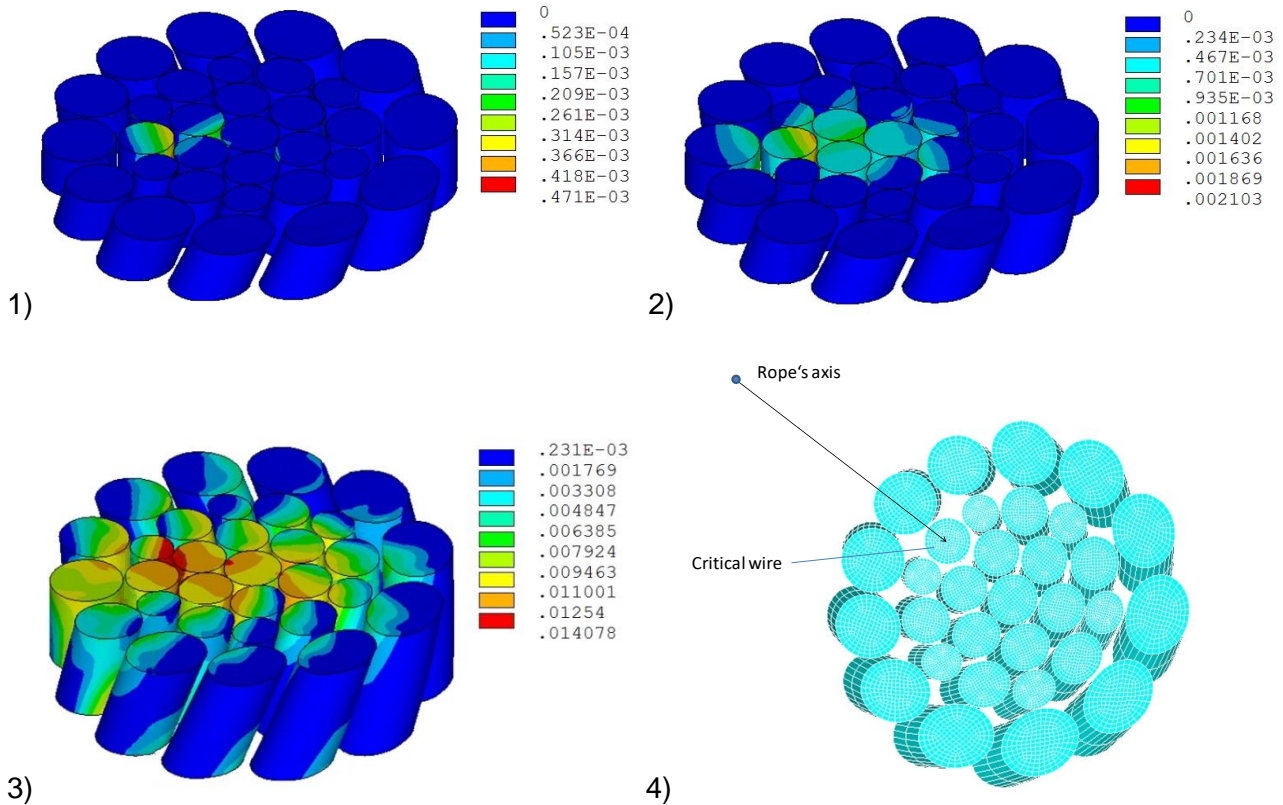 0
.523E-04
.105E-03
.157E-03
.209E-03
.261E-03
.314E-03
.366E-03
.418E-03
.471E-03
1)
0
.234E-03
.467E-03
.701E-03
.935E-03
.001168
.001402
.001636
.001869
.002103
2)
.231E-03
.001769
.003308
.004847
.006385
.007924
.009463
.011001
.01254
.014078
3)
Rope‘s axis
Critical wire
4)